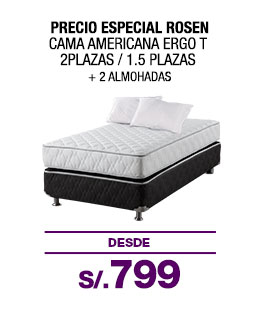 PRECIO ESPECIAL ROSEN
CAMA AMERICANA ERGO T
2PLAZAS / 1.5 PLAZAS
+ 2 ALMOHADAS
DESDE
S/.799